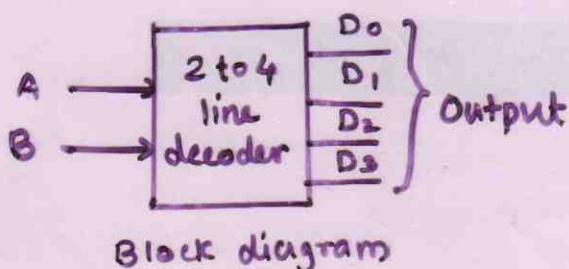 A
B
2 to 4
line
decoder
D0
D1
D2
D3
Output
Block diagram